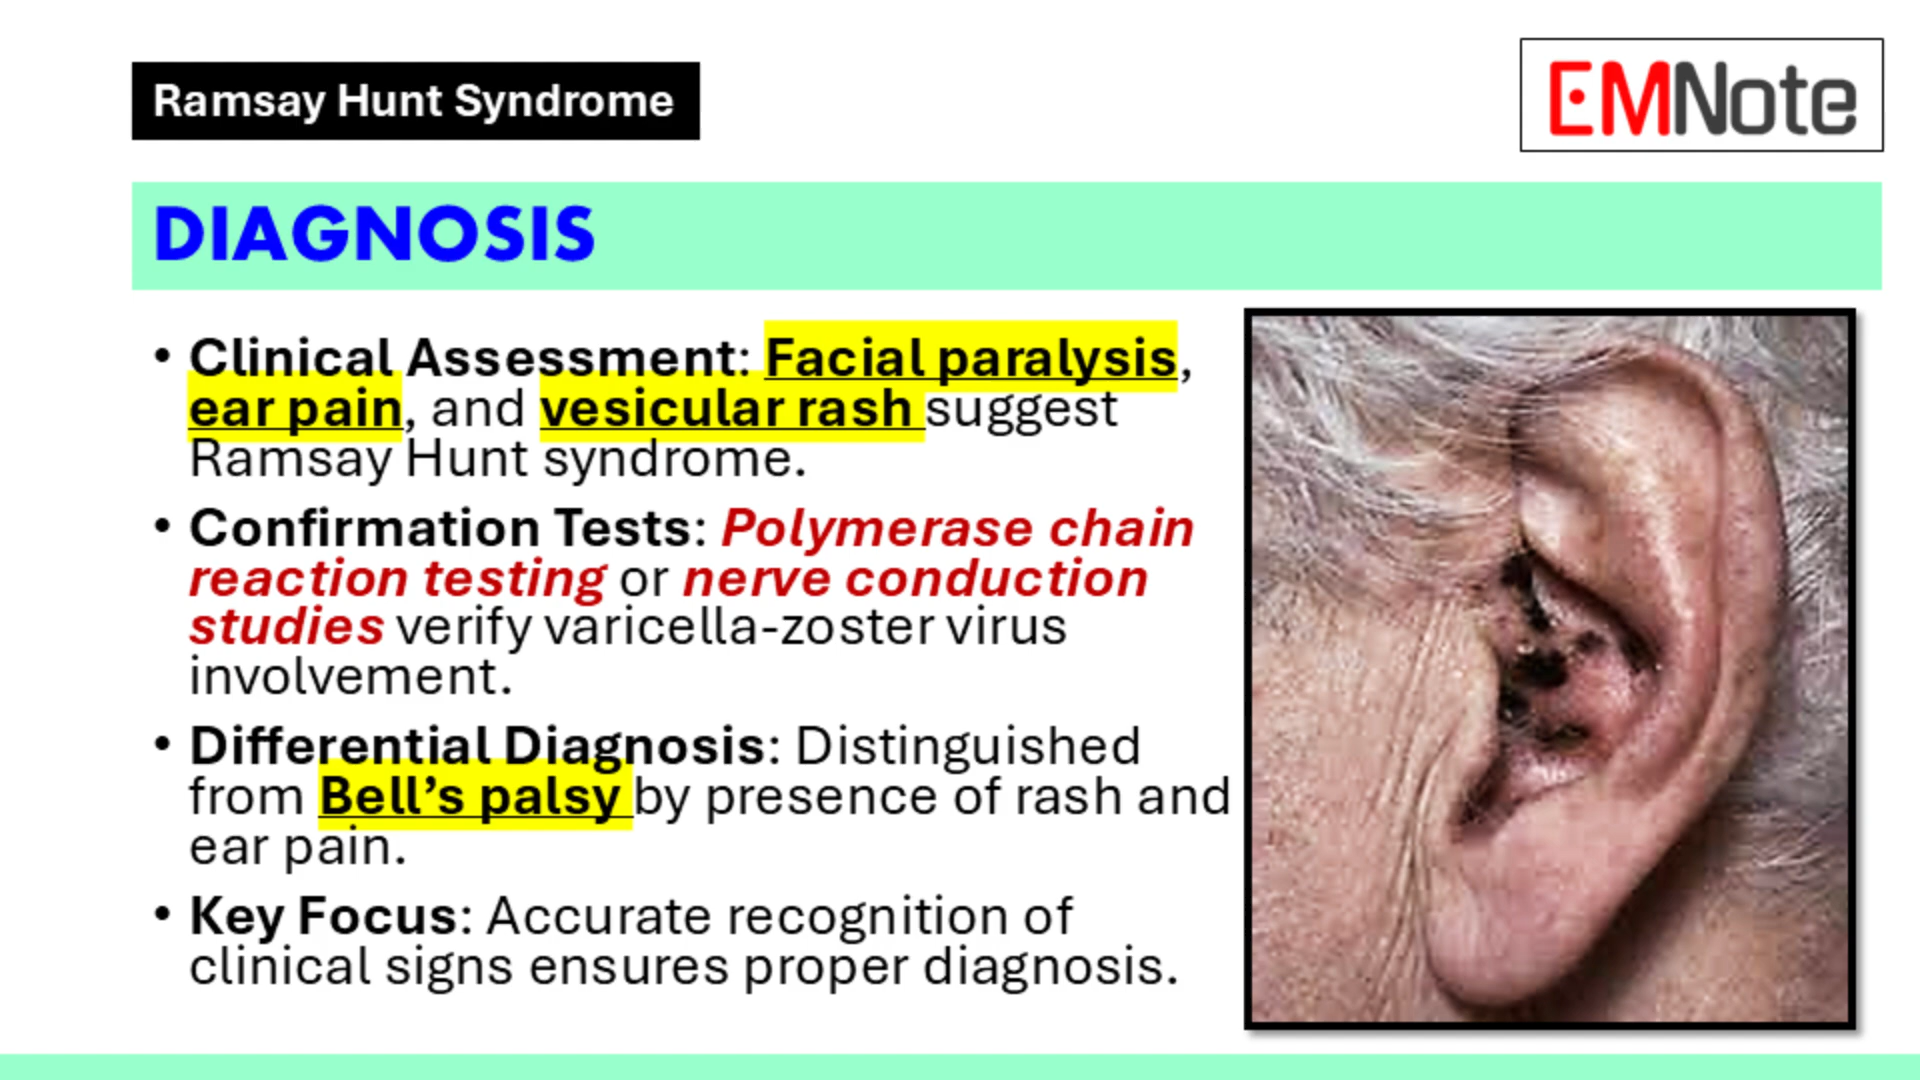 Ramsay Hunt Syndrome
EMNote
DIAGNOSIS
• Clinical Assessment: Facial paralysis,
ear pain, and vesicular rash suggest
Ramsay Hunt syndrome.
• Confirmation Tests: Polymerase chain
reaction testing or nerve conduction
studies verify varicella-zoster virus
involvement.
• Differential Diagnosis: Distinguished
from Bell’s palsy by presence of rash and
ear pain.
• Key Focus: Accurate recognition of
clinical signs ensures proper diagnosis.